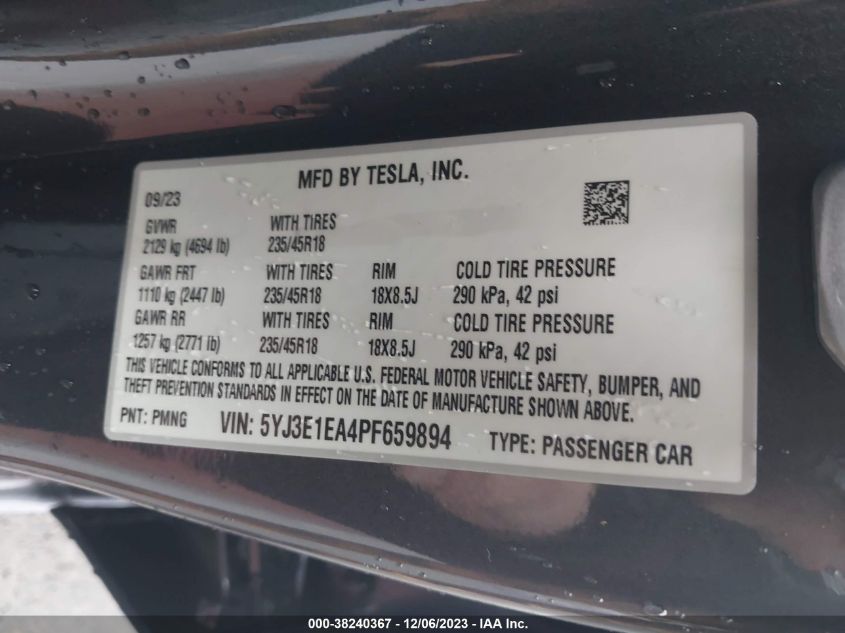 MFD BY TESLA, INC.
09/23
GVWR WITH TIRES
2129 kg (4694 lb) 235/45R18
GAWR FRT WITH TIRES RIM COLD TIRE PRESSURE
1110 kg (2447 lb) 235/45R18 18X8.5J 290 kPa, 42 psi
GAWR RR WITH TIRES RIM COLD TIRE PRESSURE
1257 kg (2771 lb) 235/45R18 18X8.5J 290 kPa, 42 psi
THIS VEHICLE CONFORMS TO ALL APPLICABLE U.S. FEDERAL MOTOR VEHICLE SAFETY, BUMPER, AND
THEFT PREVENTION STANDARDS IN EFFECT ON THE DATE OF MANUFACTURE SHOWN ABOVE.
PNT: PMNG VIN: 5YJ3E1EA4PF659894 TYPE: PASSENGER CAR
000-38240367 - 12/06/2023 - IAAI.com